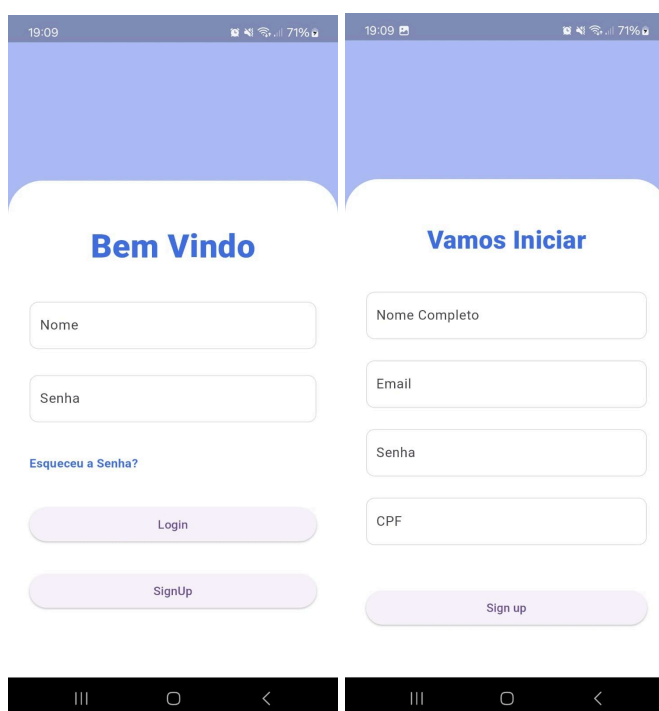 19:09
71%
Bem Vindo
Nome
Senha
Esqueceu a Senha?
Login
SignUp
19:09
71%
Vamos Iniciar
Nome Completo
Email
Senha
CPF
Sign up